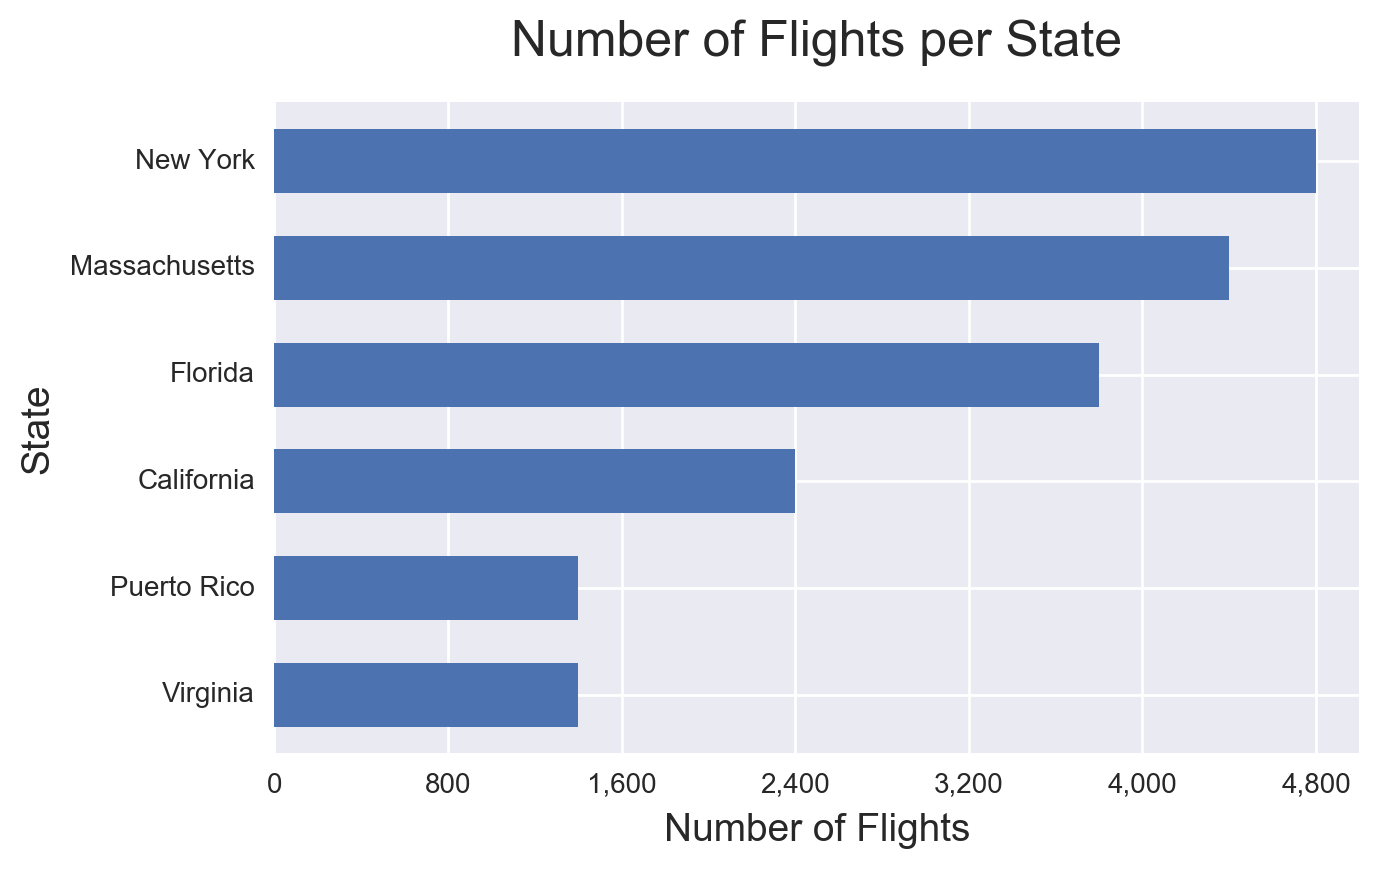 Number of Flights per State
State
New York
Massachusetts
Florida
California
Puerto Rico
Virginia
0 800 1,600 2,400 3,200 4,000 4,800
Number of Flights